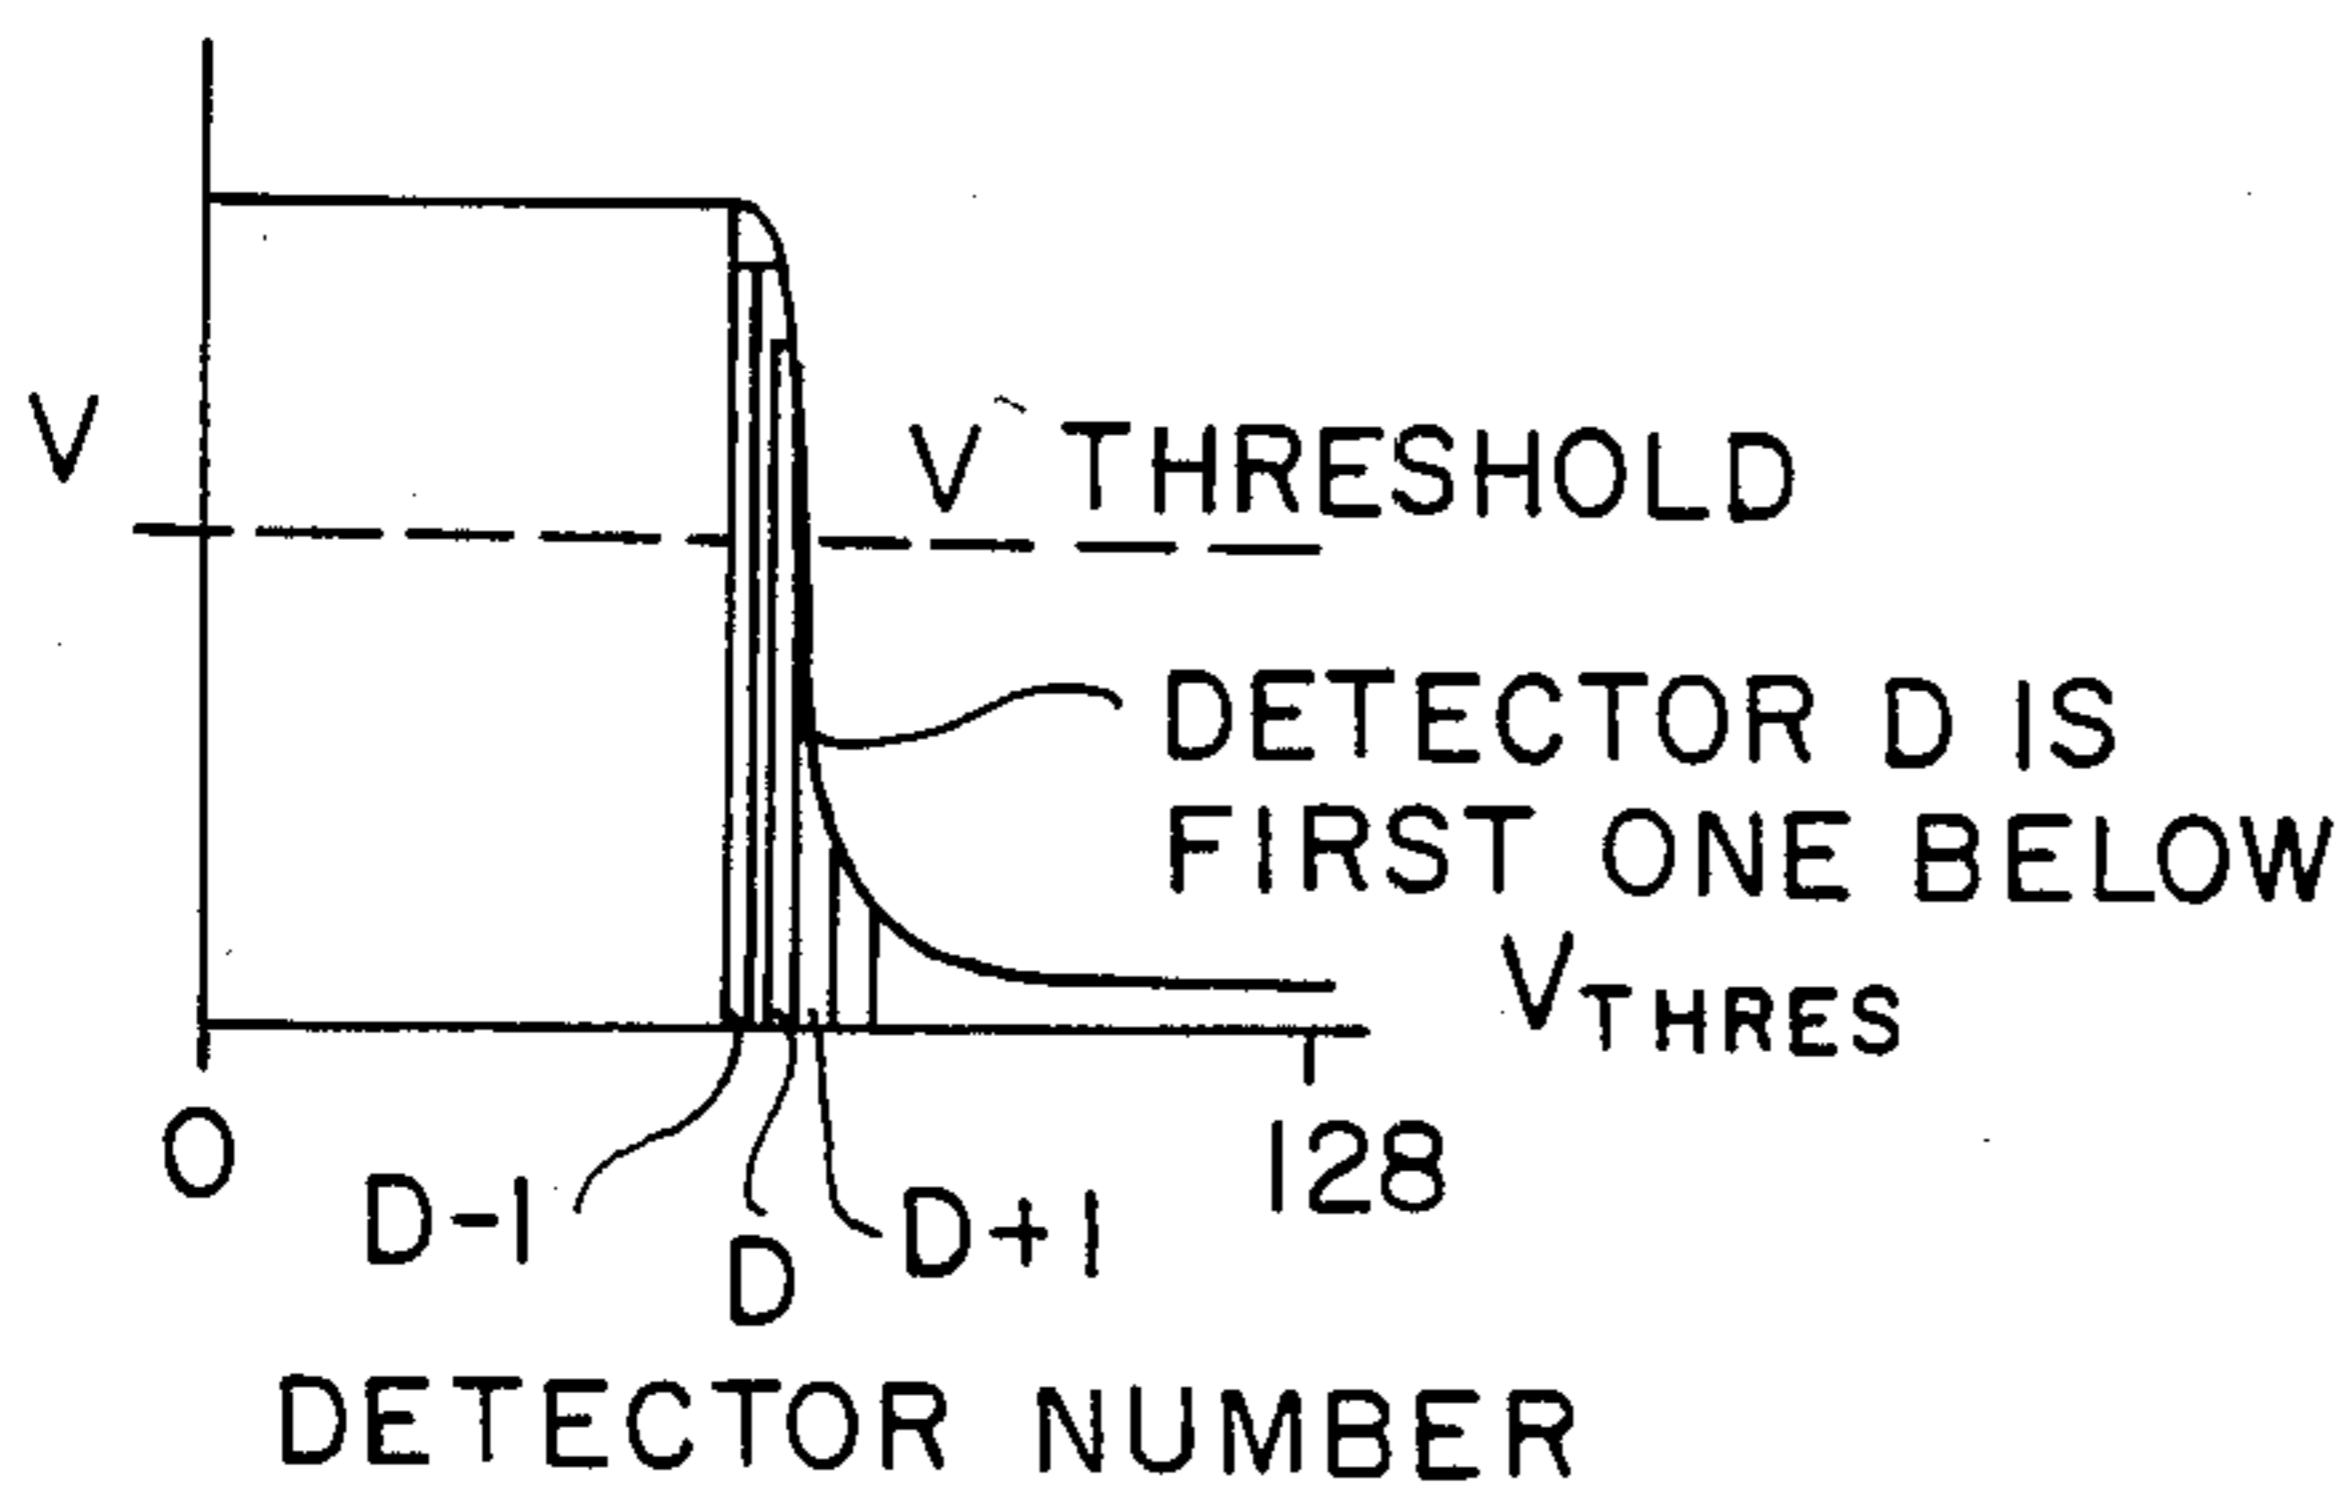 V
V THRESHOLD
DETECTOR D IS
FIRST ONE BELOW
VTHRES
0
128
D-1
D
D+1
DETECTOR NUMBER